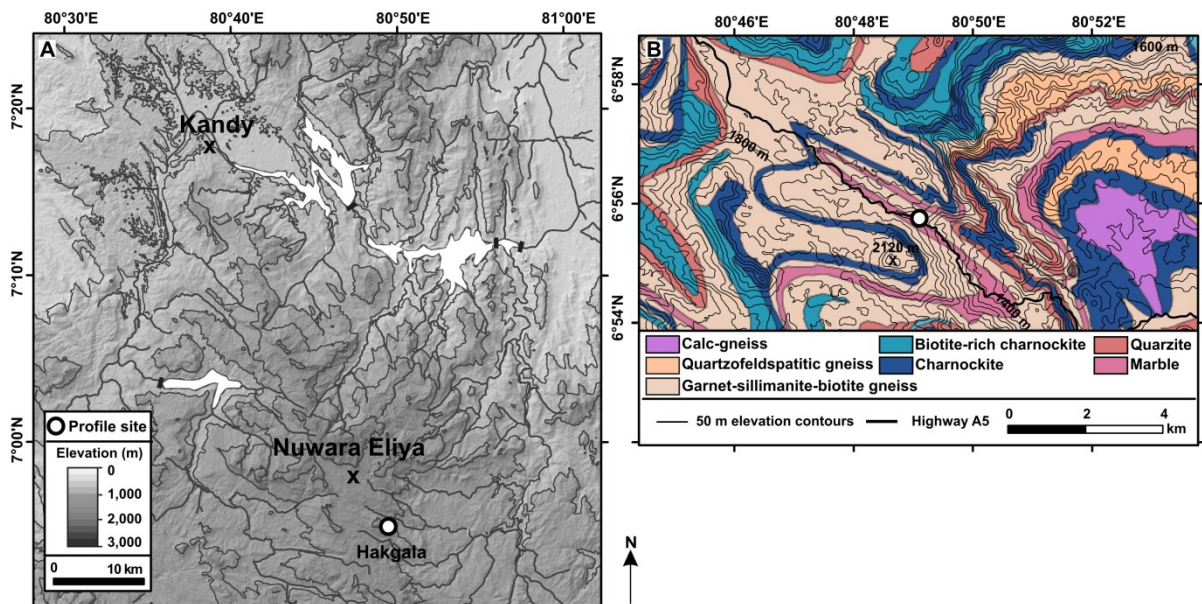 80°30'E 80°40'E 80°50'E 81°00'E
A
Kandy
7°20'N
7°10'N
7°00'N
Nuwara Eliya
x
x
Hakgala
Profile site
Elevation (m)
0
1,000
2,000
3,000
0 10 km
80°46'E 80°48'E 80°50'E 80°52'E
B
1600 m
6°58'N
1800 m
6°56'N
2120 m
X
6°54'N
Calc-gneiss
Quartzofeldspatitic gneiss
Garnet-sillimanite-biotite gneiss
Biotite-rich charnockite
Charnockite
Quarzite
Marble
50 m elevation contours
Highway A5
0 2 4
km
N